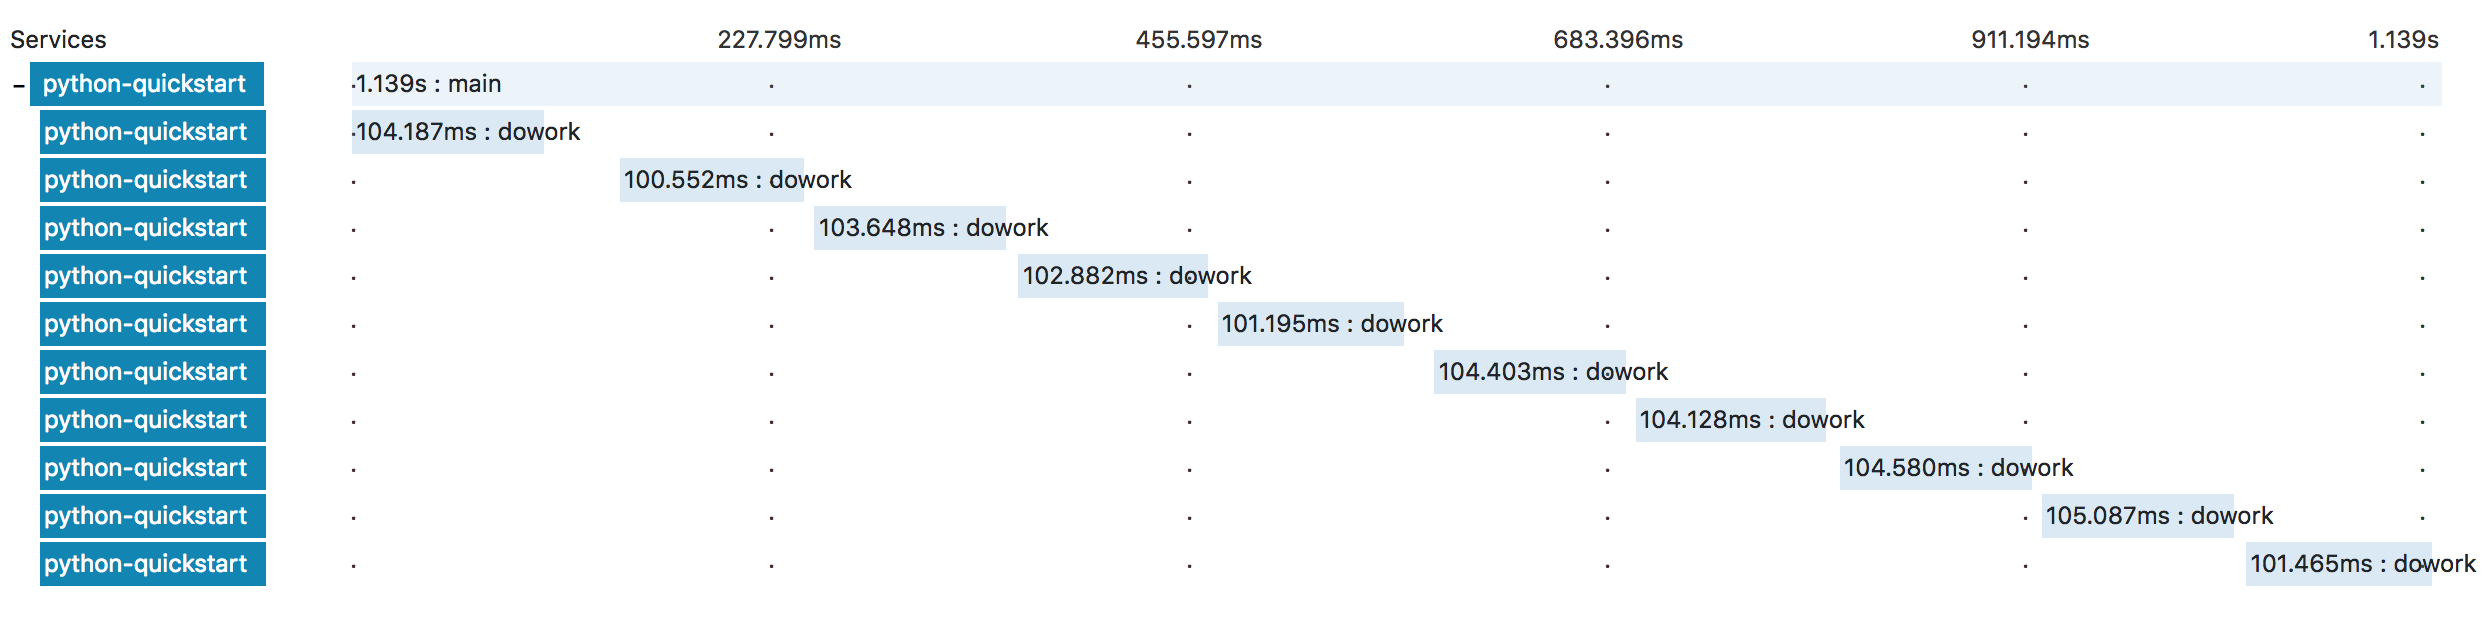 Services 227.799ms 455.597ms 683.396ms 911.194ms 1.139s
- python-quickstart 1.139s : main
python-quickstart 104.187ms : dowork
python-quickstart 100.552ms : dowork
python-quickstart 103.648ms : dowork
python-quickstart 102.882ms : dowork
python-quickstart 101.195ms : dowork
python-quickstart 104.403ms : dowork
python-quickstart 104.128ms : dowork
python-quickstart 104.580ms : dowork
python-quickstart 105.087ms : dowork
python-quickstart 101.465ms : dowork